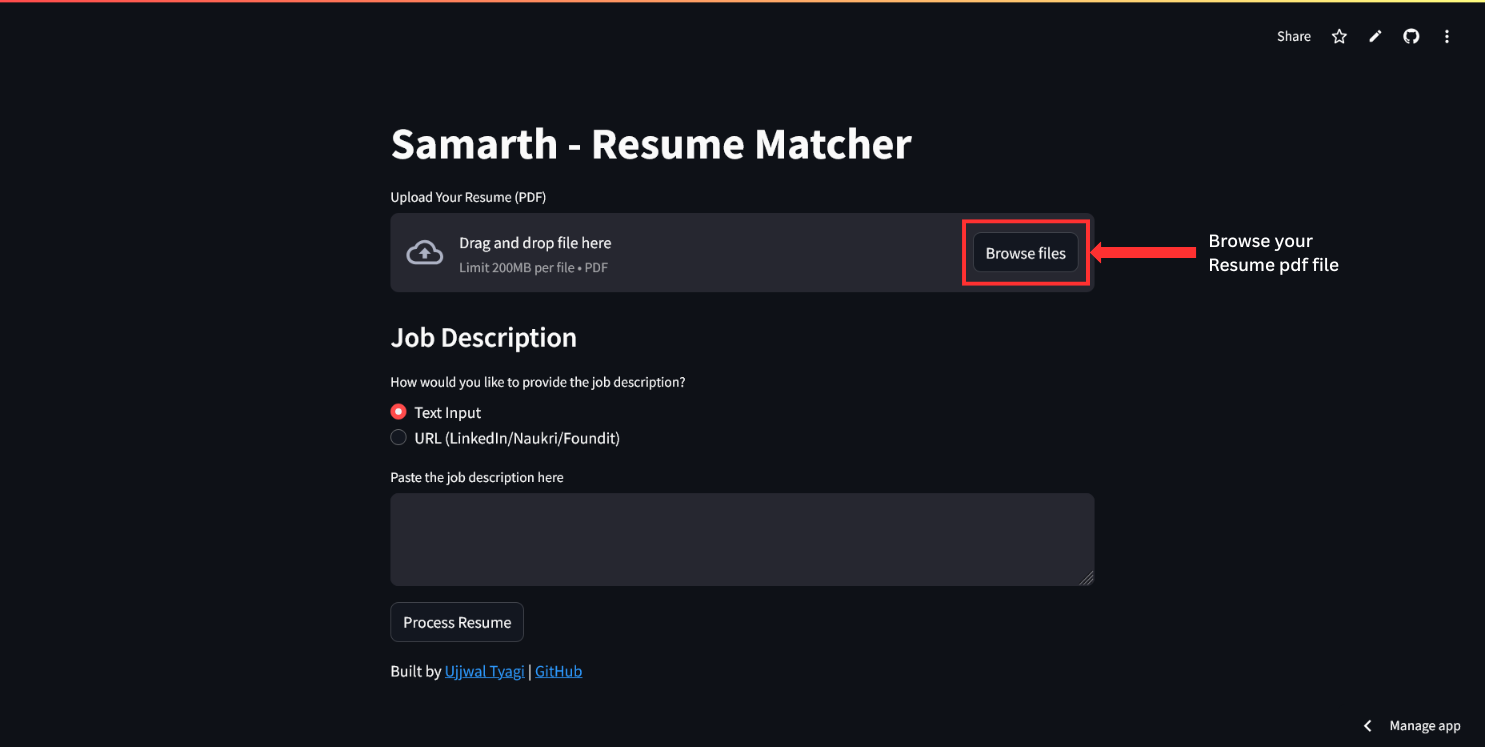 Share
Samarth - Resume Matcher
Upload Your Resume (PDF)
Drag and drop file here
Limit 200MB per file • PDF
Browse files
Browse your
Resume pdf file
Job Description
How would you like to provide the job description?
Text Input
URL (LinkedIn/Naukri/Foundit)
Paste the job description here
Process Resume
Built by Ujjwal Tyagi | GitHub
Manage app